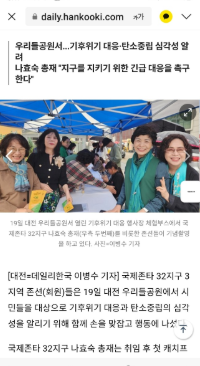 daily.hankooki.com
가
우리들공원서...기후위기 대응·탄소중립 심각성 알
려
나효숙 총재 "지구를 지키기 위한 긴급 대응을 촉구
한다"
19일 대전 우리들공원서 열린 기후위기 대응 행사장 체험부스에서 국
제존타 32지구 나효숙 총재(우측 두번째)를 비롯한 존션들이 기념촬영
을 하고 있다. 사진=이병수 기자
[대전=데일리한국 이병수 기자] 국제존타 32지구 3
지역 존션(회원)들은 19일 대전 우리들공원에서 시
민들을 대상으로 기후위기 대응과 탄소중립의 심각
성을 알리기 위해 함께 손을 맞잡고 행동에 나섰
국제존타 32지구 나효숙 총재는 취임 후 첫 캐치프